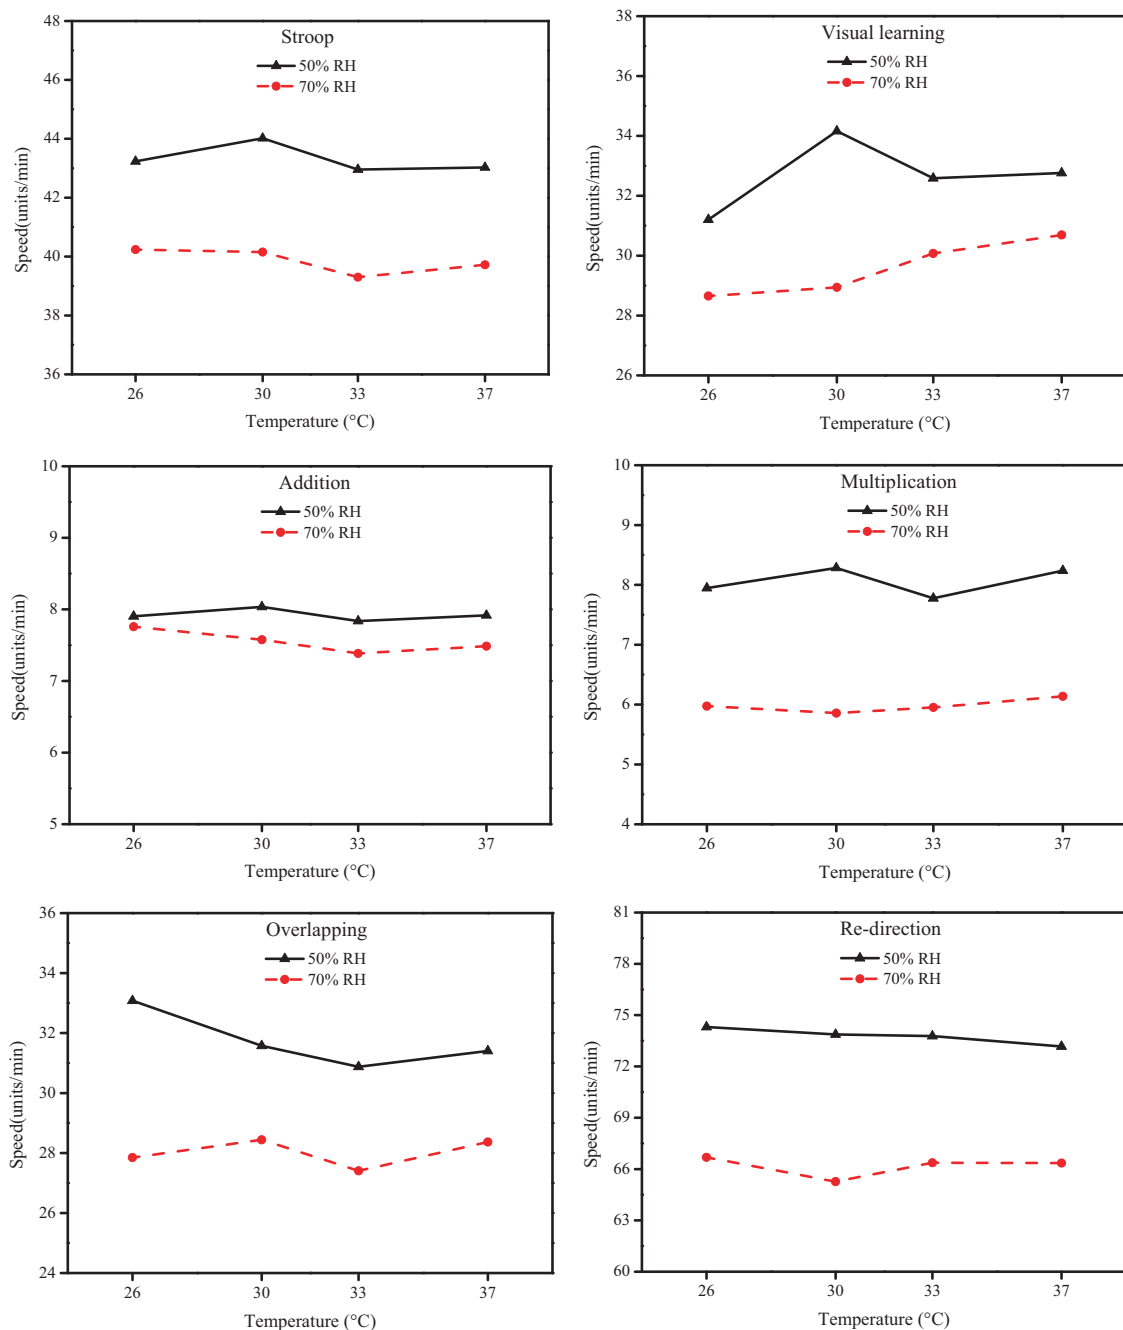 Stroop
50% RH
70% RH
48
46
44
42
40
38
36
Speed(units/min)
26 30 33 37
Temperature (°C)
Visual learning
50% RH
70% RH
38
36
34
32
30
28
26
Speed(units/min)
26 30 33 37
Temperature (°C)
Addition
50% RH
70% RH
10
9
8
7
6
5
Speed(units/min)
26 30 33 37
Temperature (°C)
Multiplication
50% RH
70% RH
10
9
8
7
6
5
4
Speed(units/min)
26 30 33 37
Temperature (°C)
Overlapping
50% RH
70% RH
36
34
32
30
28
26
24
Speed(units/min)
26 30 33 37
Temperature (°C)
Re-direction
50% RH
70% RH
81
78
75
72
69
66
63
60
Speed(units/min)
26 30 33 37
Temperature (°C)